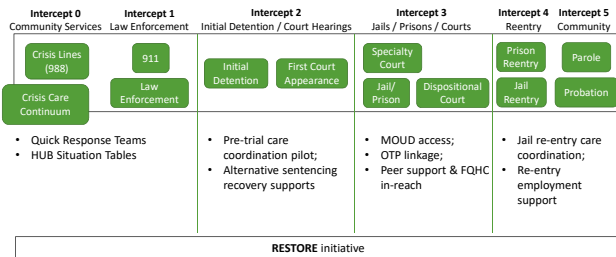 Intercept 0
Community Services
Intercept 1
Law Enforcement
Intercept 2
Initial Detention / Court Hearings
Intercept 3
Jails / Prisons / Courts
Intercept 4
Reentry
Intercept 5
Community
Crisis Lines
(988)
Crisis Care
Continuum
911
Law
Enforcement
Initial
Detention
First Court
Appearance
Specialty
Court
Jail/
Prison
Dispositional
Court
Prison
Reentry
Jail
Reentry
Parole
Probation
• Quick Response Teams
• HUB Situation Tables
• Pre-trial care
coordination pilot;
• Alternative sentencing
recovery supports
• MOUD access;
• OTP linkage;
• Peer support & FQHC
in-reach
• Jail re-entry care
coordination;
• Re-entry
employment
support
RESTORE initiative